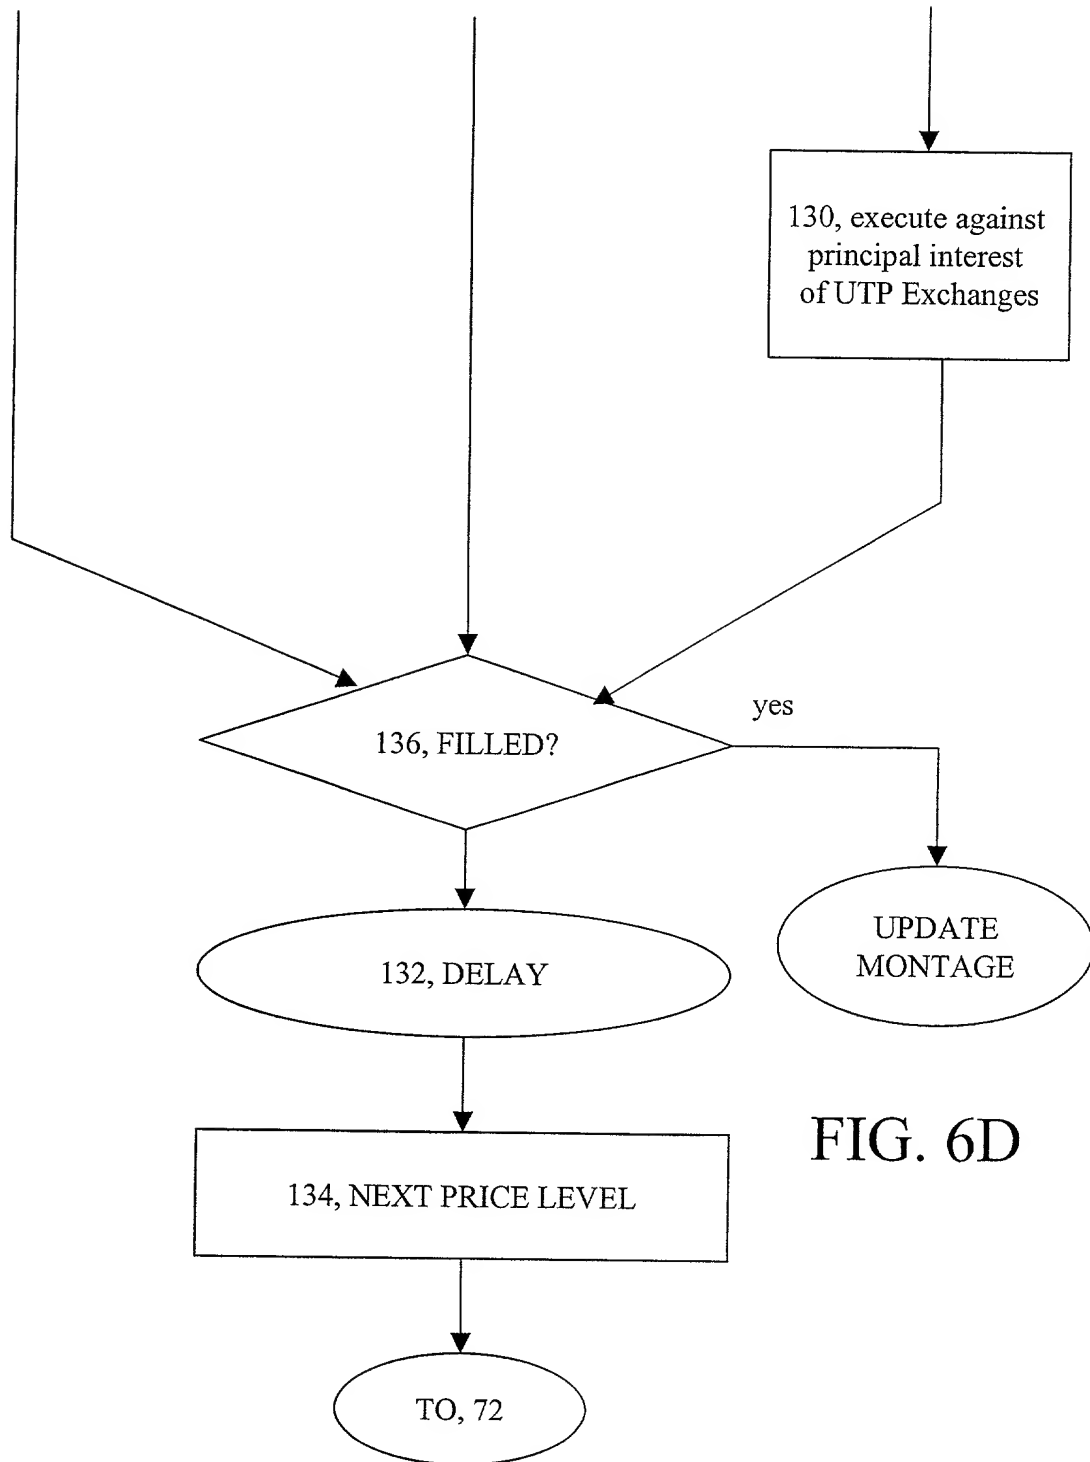 130, execute against
principal interest
of UTP Exchanges
yes
136, FILLED?
UPDATE
MONTAGE
132, DELAY
FIG. 6D
134, NEXT PRICE LEVEL
TO, 72